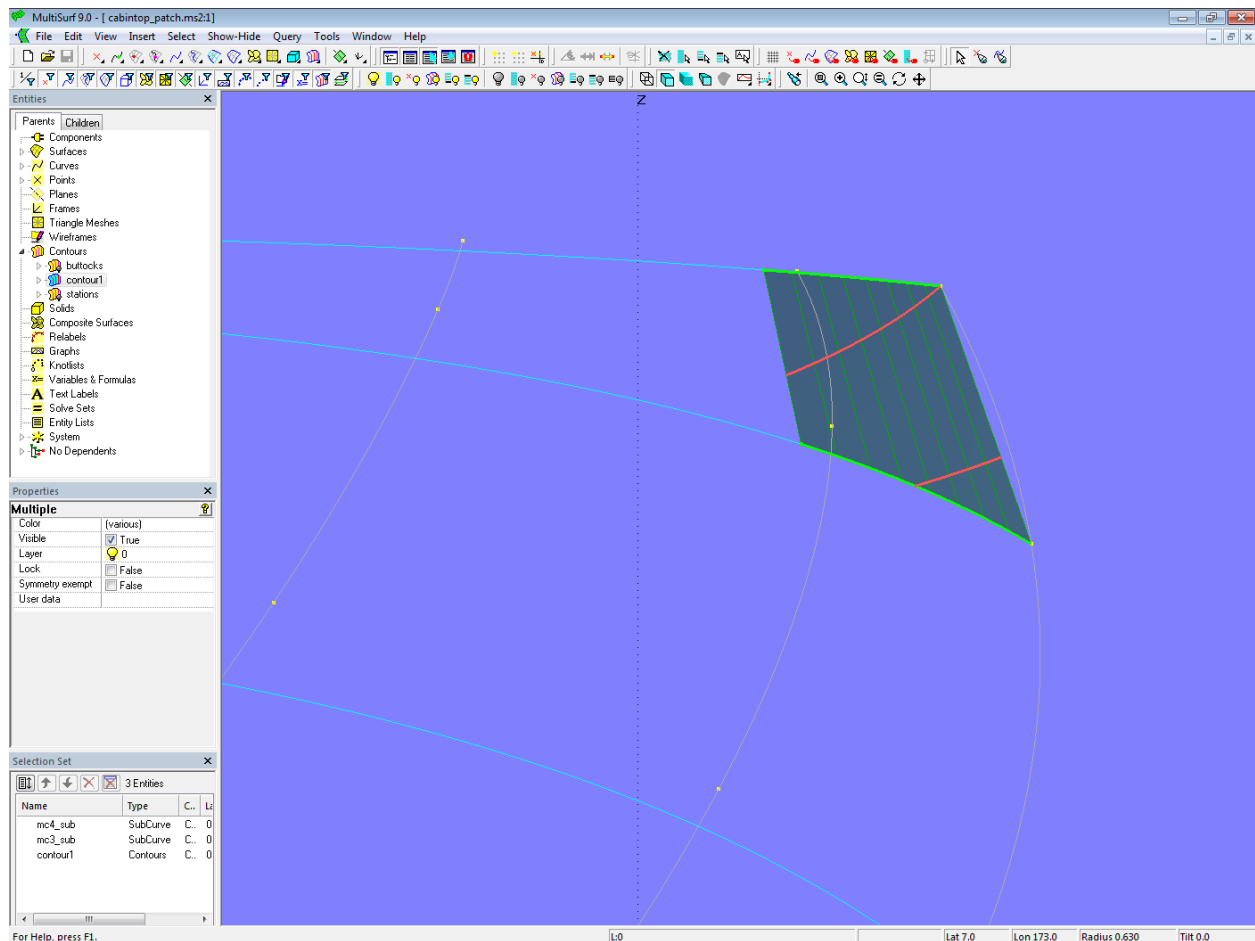 MultiSurf 9.0 - [ cabintop_patch.ms2:1]
File Edit View Insert Select Show-Hide Query Tools Window Help
Entities
Parents Children
Components
Surfaces
Curves
Points
Planes
Frames
Triangle Meshes
Wireframes
Contours
buttocks
contour1
stations
Solids
Composite Surfaces
Relabels
Graphs
Knotlists
Variables & Formulas
Text Labels
Solve Sets
Entity Lists
System
No Dependents
Properties
Multiple
Color (various)
Visible True
Layer 0
Lock False
Symmetry exempt False
User data
Selection Set
3 Entities
Name Type C.. La
mc4_sub SubCurve C.. 0
mc3_sub SubCurve C.. 0
contour1 Contours C.. 0
Z
For Help, press F1. L:0 Lat 7.0 Lon 173.0 Radius 0.630 Tilt 0.0